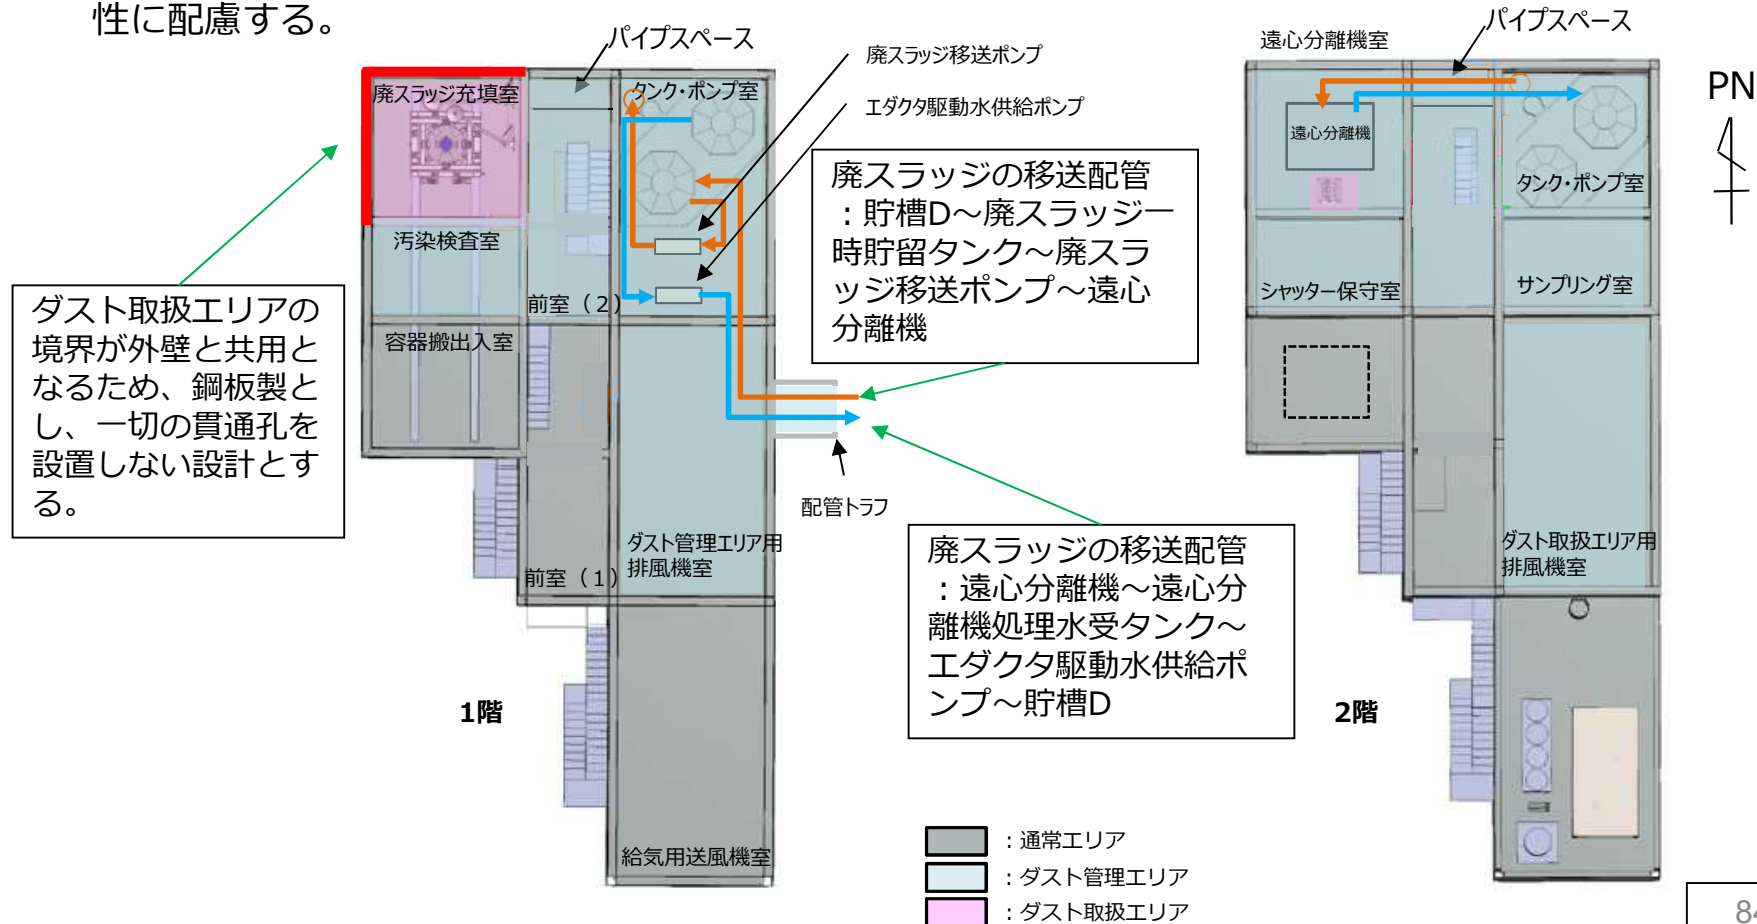 性に配慮する。
パイプスペース
廃スラッジ移送ポンプ
エダクタ駆動水供給ポンプ
廃スラッジ充填室
タンク・ポンプ室
汚染検査室
前室（2）
容器搬出入室
ダスト管理エリア用
排風機室
前室（1）
給気用送風機室
1階
配管トラフ
ダスト取扱エリアの
境界が外壁と共用と
なるため、鋼板製と
し、一切の貫通孔を
設置しない設計とす
る。
廃スラッジの移送配管
：貯槽D～廃スラッジ一
時貯留タンク～廃スラ
ッジ移送ポンプ～遠心
分離機
廃スラッジの移送配管
：遠心分離機～遠心分
離機処理水受タンク～
エダクタ駆動水供給ポ
ンプ～貯槽D
遠心分離機室
パイプスペース
PN
遠心分離機
タンク・ポンプ室
シャッター保守室
サンプリング室
ダスト取扱エリア用
排風機室
2階
：通常エリア
：ダスト管理エリア
：ダスト取扱エリア